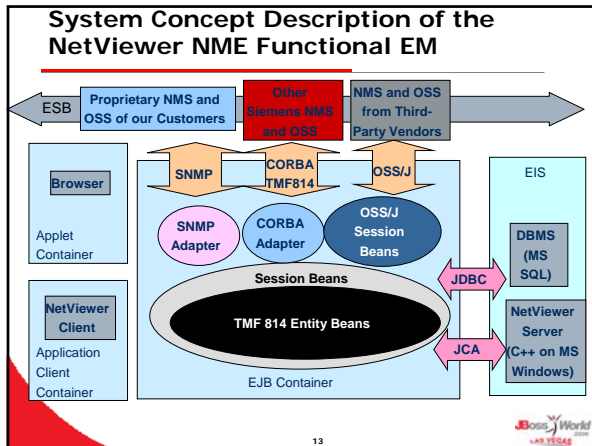 System Concept Description of the
NetViewer NME Functional EM
ESB
Proprietary NMS and
OSS of our Customers
Other
Siemens NMS
and OSS
NMS and OSS
from Third-
Party Vendors
SNMP
CORBA
TMF814
OSS/J
EIS
Browser
Applet
Container
SNMP
Adapter
CORBA
Adapter
OSS/J
Session
Beans
DBMS
(MS
SQL)
Session Beans
JDBC
NetViewer
Client
Application
Client
Container
TMF 814 Entity Beans
JCA
NetViewer
Server
(C++ on MS
Windows)
EJB Container
13
JBoss World
LAS VEGAS